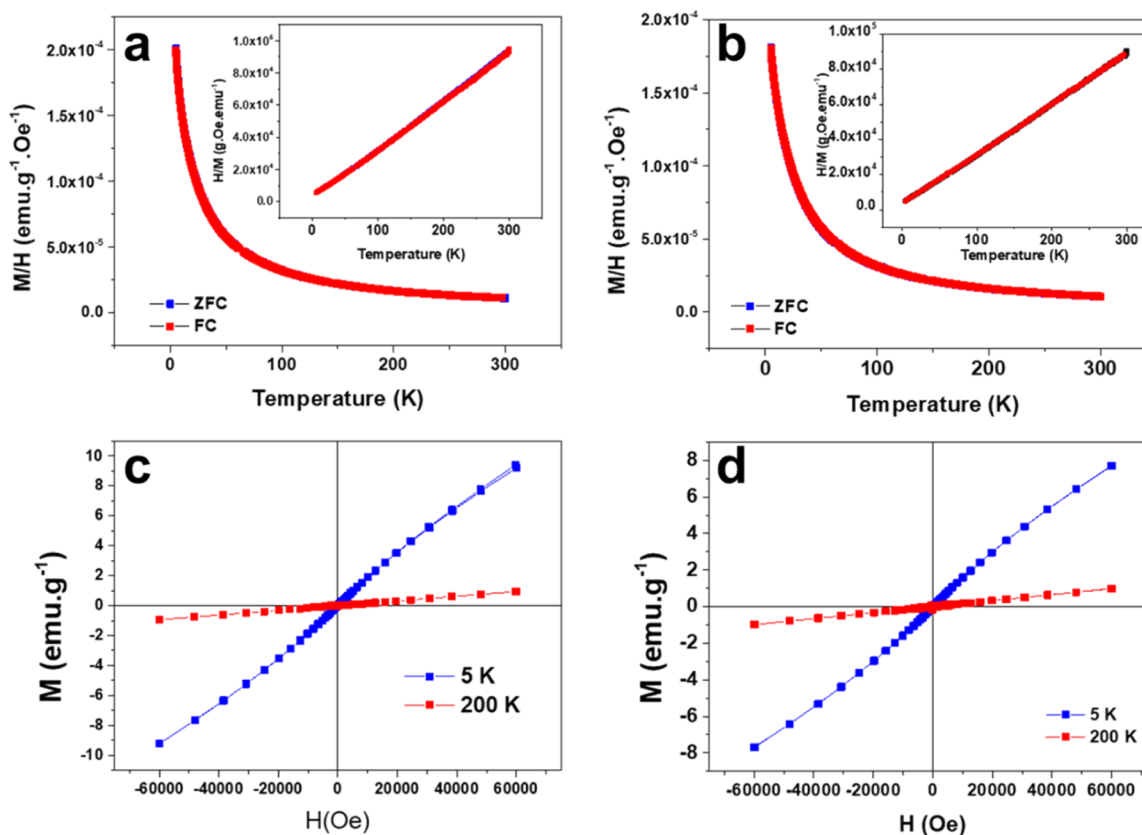 a
M/H (emu.g⁻¹.Oe⁻¹)
2.0x10⁻⁴
1.5x10⁻⁴
1.0x10⁻⁴
5.0x10⁻⁵
0.0
0 100 200 300
Temperature (K)
ZFC
FC
H/M (g.Oe.emu⁻¹)
1.0x10⁵
8.0x10⁴
6.0x10⁴
4.0x10⁴
2.0x10⁴
0.0
0 100 200 300
Temperature (K)
b
M/H (emu.g⁻¹.Oe⁻¹)
2.0x10⁻⁴
1.5x10⁻⁴
1.0x10⁻⁴
5.0x10⁻⁵
0.0
0 100 200 300
Temperature (K)
ZFC
FC
H/M (g.Oe.emu⁻¹)
1.0x10⁵
8.0x10⁴
6.0x10⁴
4.0x10⁴
2.0x10⁴
0.0
0 100 200 300
Temperature (K)
c
M (emu.g⁻¹)
10
8
6
4
2
0
-2
-4
-6
-8
-10
-60000 -40000 -20000 0 20000 40000 60000
H(Oe)
5 K
200 K
d
M (emu.g⁻¹)
8
6
4
2
0
-2
-4
-6
-8
-60000 -40000 -20000 0 20000 40000 60000
H (Oe)
5 K
200 K